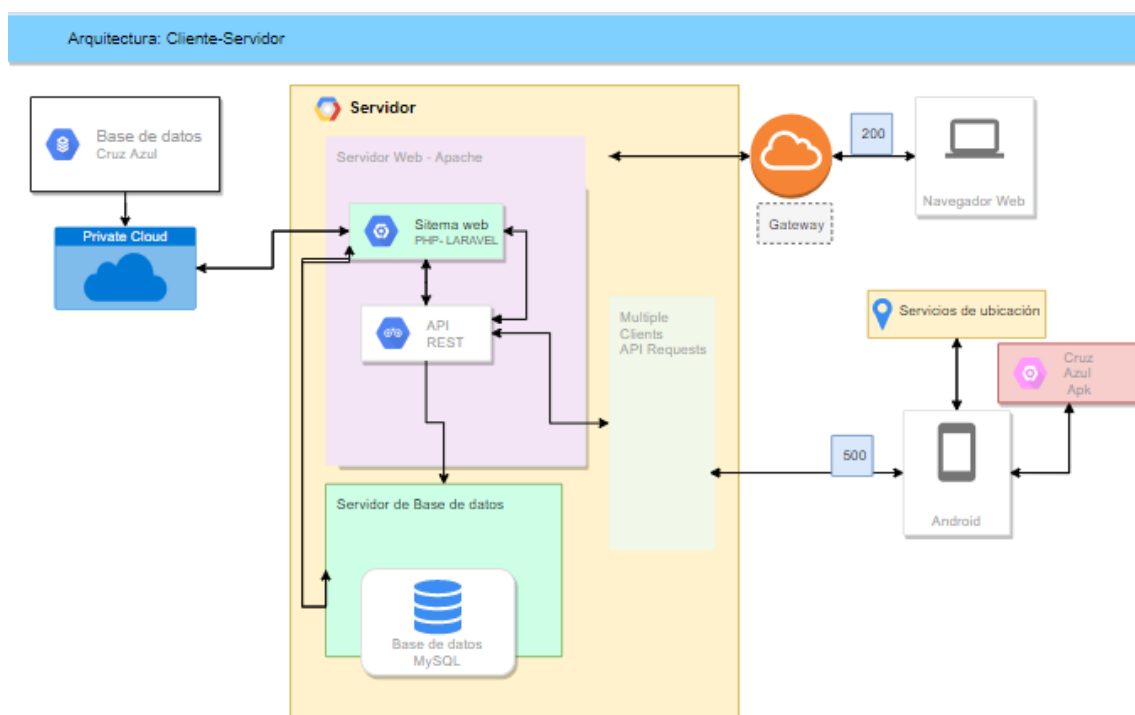 Arquitectura: Cliente-Servidor
Base de datos
Cruz Azul
Private Cloud
Servidor
Servidor Web - Apache
Sitema web
PHP- LARAVEL
API
REST
Servidor de Base de datos
Base de datos
MySQL
Multiple
Clients
API Requests
Gateway
200
Navegador Web
Servicios de ubicación
Cruz
Azul
Apk
500
Android